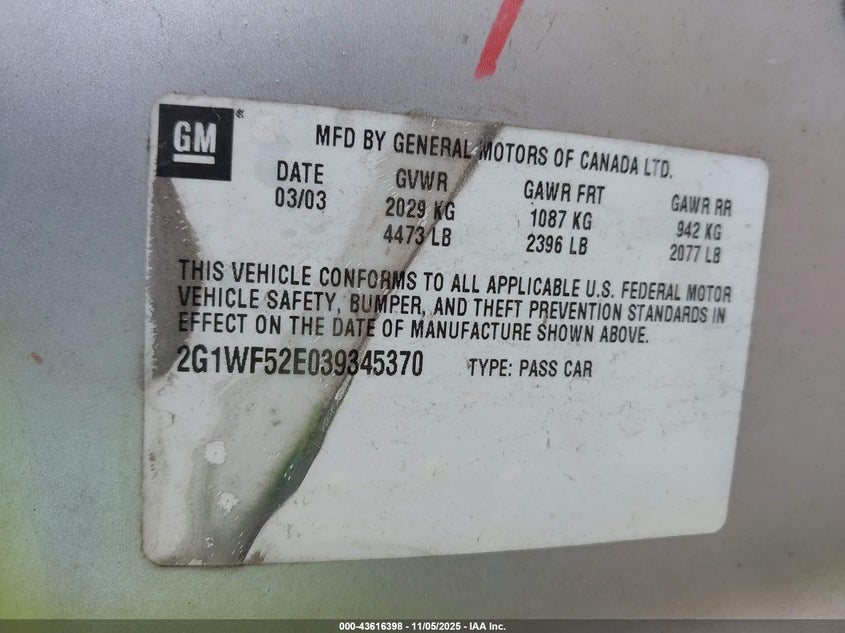 GM®
MFD BY GENERAL MOTORS OF CANADA LTD.
DATE GVWR GAWR FRT GAWR RR
03/03 2029 KG 1087 KG 942 KG
4473 LB 2396 LB 2077 LB
THIS VEHICLE CONFORMS TO ALL APPLICABLE U.S. FEDERAL MOTOR
VEHICLE SAFETY, BUMPER, AND THEFT PREVENTION STANDARDS IN
EFFECT ON THE DATE OF MANUFACTURE SHOWN ABOVE.
2G1WF52E039345370 TYPE: PASS CAR
000-43616398 - 11/05/2025 - IAA Inc.